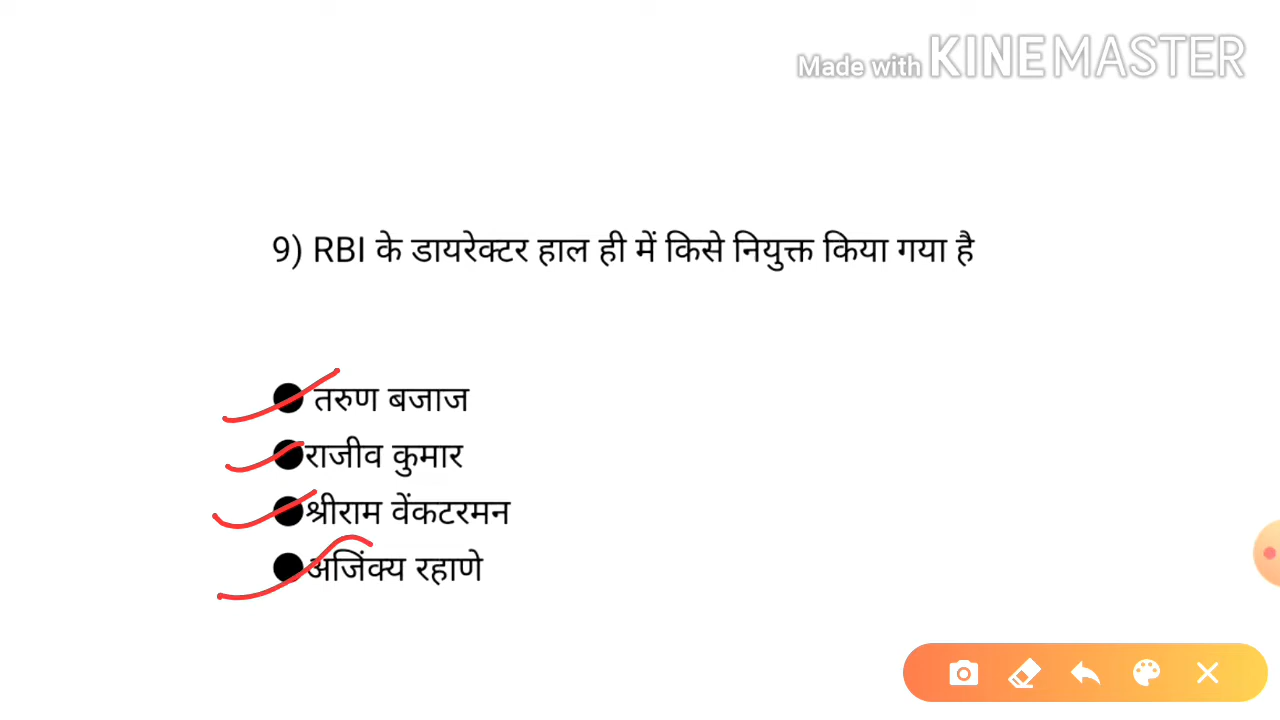 Made with KINEMASTER
9) RBI के डायरेक्टर हाल ही में किसे नियुक्त किया गया है
● तरुण बजाज
●राजीव कुमार
●श्रीराम वेंकटरमन
●अजिंक्य रहाणे